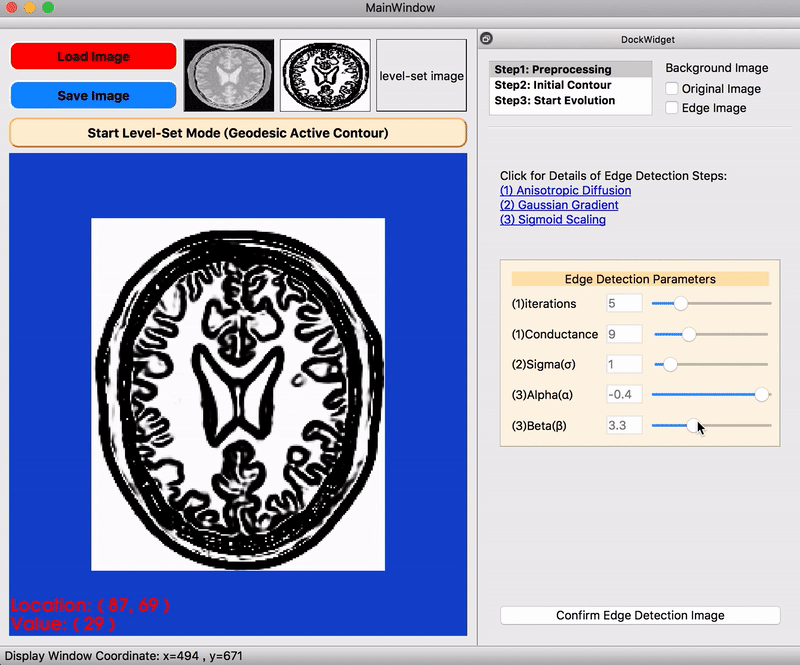 MainWindow
Load Image
Save Image
level-set image
Start Level-Set Mode (Geodesic Active Contour)
Location: ( 87, 69 )
Value: ( 29 )
Display Window Coordinate: x=494 , y=671
DockWidget
Step1: Preprocessing
Step2: Initial Contour
Step3: Start Evolution
Background Image
Original Image
Edge Image
Click for Details of Edge Detection Steps:
(1) Anisotropic Diffusion
(2) Gaussian Gradient
(3) Sigmoid Scaling
Edge Detection Parameters
(1)iterations 5
(1)Conductance 9
(2)Sigma(σ) 1
(3)Alpha(α) -0.4
(3)Beta(β) 3.3
Confirm Edge Detection Image